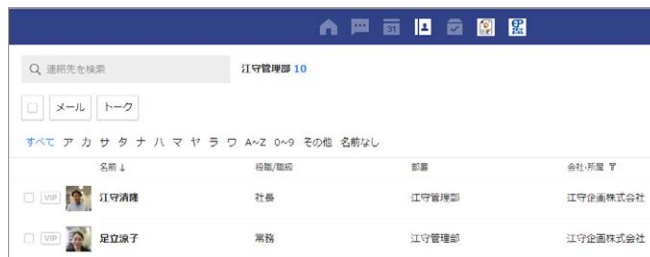 31
連絡先を検索
江守管理部 10
メール トーク
すべて ア カ サ タ ナ ハ マ ヤ ラ ワ A~Z 0~9 その他 名前なし
名前 ↓ 役職/職級 部署 会社·所属
VIP 江守清隆 社長 江守管理部 江守企画株式会社
VIP 足立涼子 常務 江守管理部 江守企画株式会社